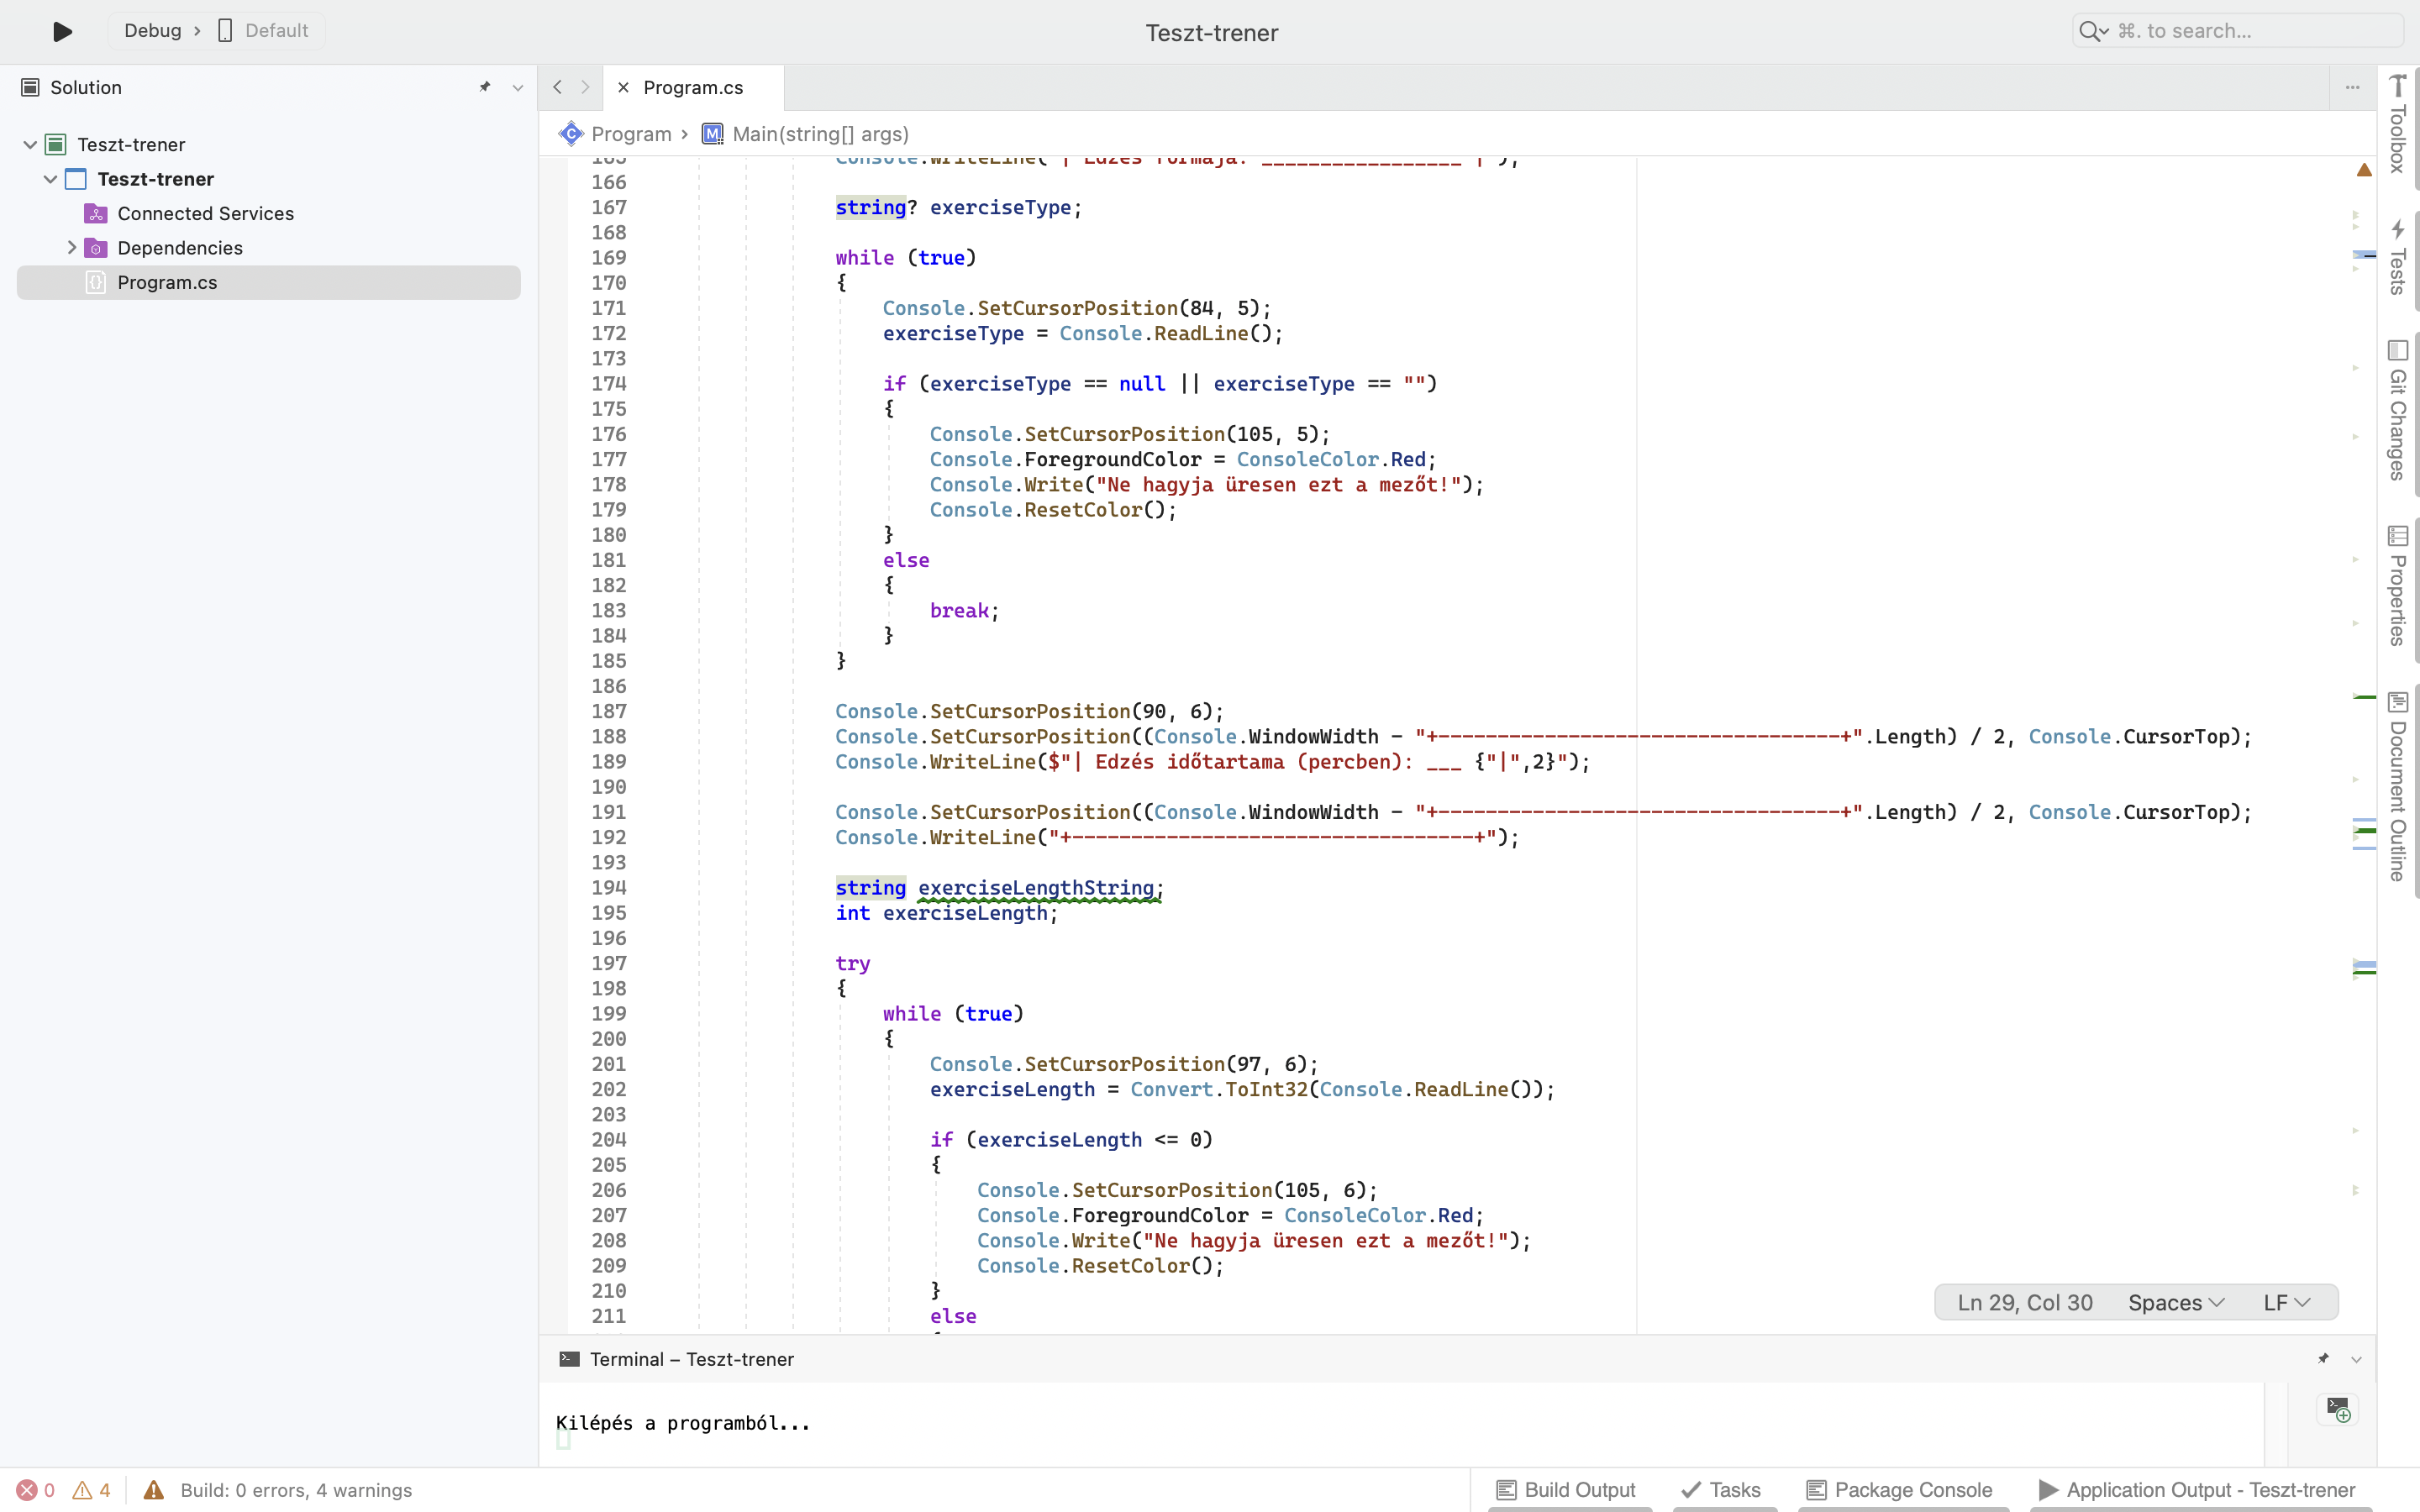 Debug › Default
Teszt-trener
⌘. to search...
Solution
Program.cs
Teszt-trener
Teszt-trener
Connected Services
Dependencies
Program.cs
Program › Main(string[] args)
165 Console.WriteLine("| Edzés formája: _________________ |");
166
167 string? exerciseType;
168
169 while (true)
170 {
171 Console.SetCursorPosition(84, 5);
172 exerciseType = Console.ReadLine();
173
174 if (exerciseType == null || exerciseType == "")
175 {
176 Console.SetCursorPosition(105, 5);
177 Console.ForegroundColor = ConsoleColor.Red;
178 Console.Write("Ne hagyja üresen ezt a mezőt!");
179 Console.ResetColor();
180 }
181 else
182 {
183 break;
184 }
185 }
186
187 Console.SetCursorPosition(90, 6);
188 Console.SetCursorPosition((Console.WindowWidth - "+----------------------------------+".Length) / 2, Console.CursorTop);
189 Console.WriteLine($"| Edzés időtartama (percben): ___ {"|",2}");
190
191 Console.SetCursorPosition((Console.WindowWidth - "+----------------------------------+".Length) / 2, Console.CursorTop);
192 Console.WriteLine("+----------------------------------+");
193
194 string exerciseLengthString;
195 int exerciseLength;
196
197 try
198 {
199 while (true)
200 {
201 Console.SetCursorPosition(97, 6);
202 exerciseLength = Convert.ToInt32(Console.ReadLine());
203
204 if (exerciseLength <= 0)
205 {
206 Console.SetCursorPosition(105, 6);
207 Console.ForegroundColor = ConsoleColor.Red;
208 Console.Write("Ne hagyja üresen ezt a mezőt!");
209 Console.ResetColor();
210 }
211 else
Ln 29, Col 30 Spaces LF
Toolbox
Tests
Git Changes
Properties
Document Outline
Terminal – Teszt-trener
Kilépés a programból...
0 4 Build: 0 errors, 4 warnings
Build Output Tasks Package Console Application Output - Teszt-trener